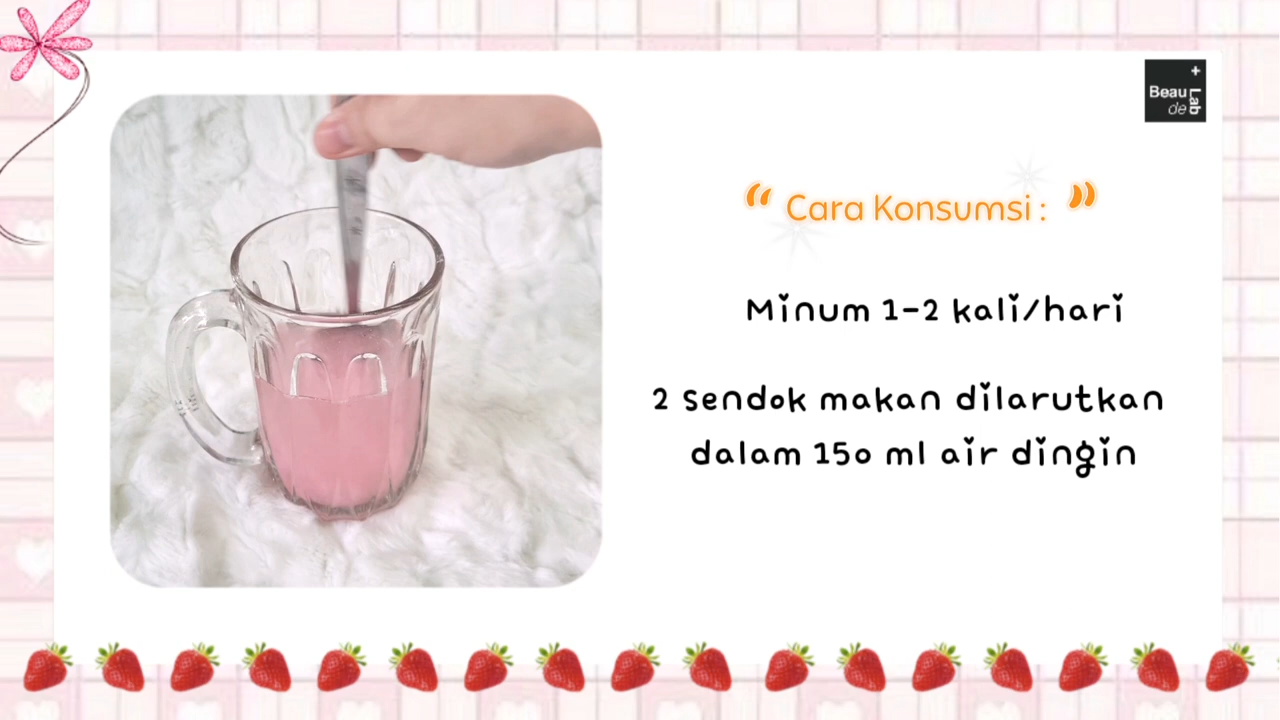 Beau Lab
de
“ Cara Konsumsi : ”
Minum 1-2 kali/hari
2 sendok makan dilarutkan
dalam 150 ml air dingin